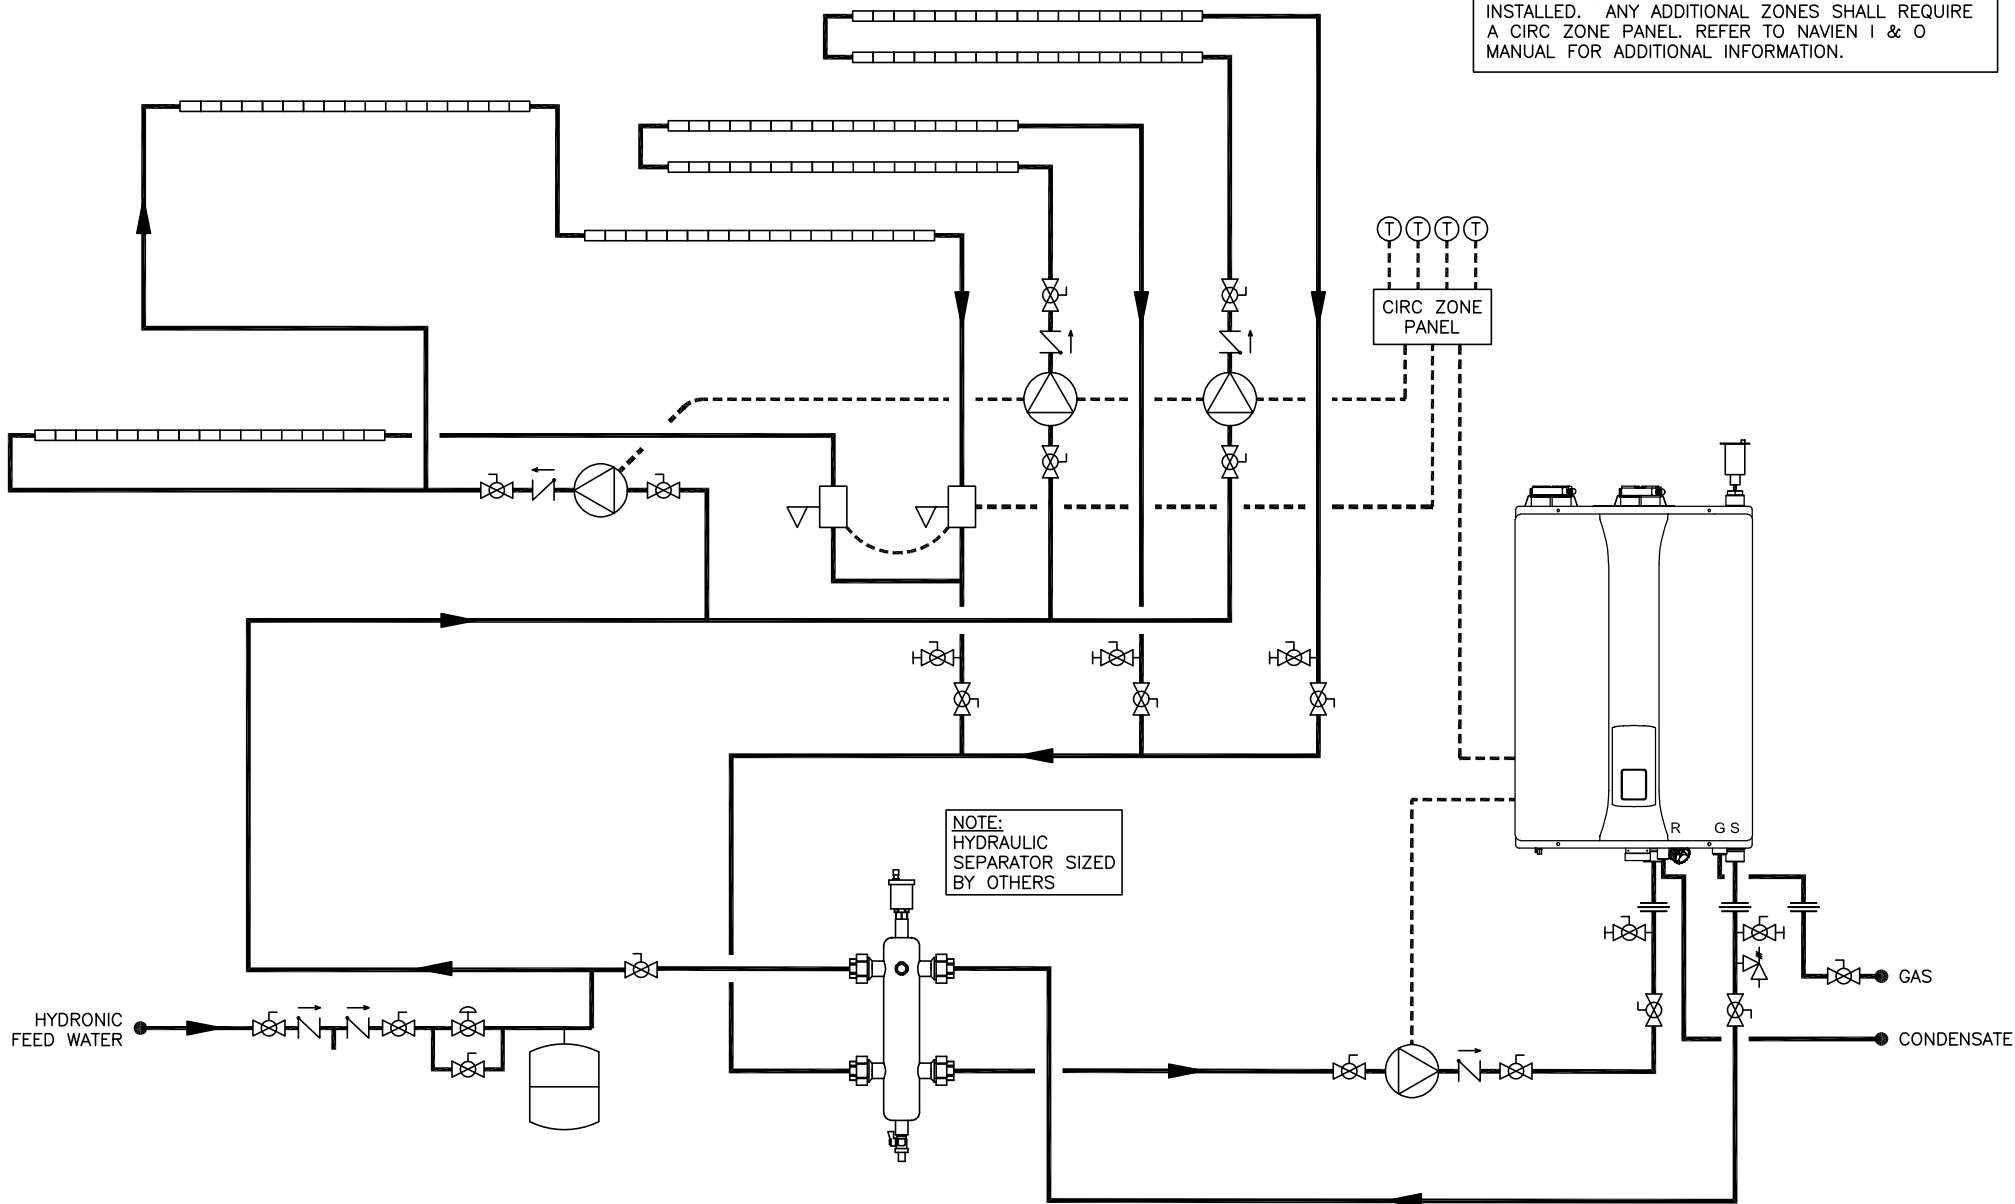 INSTALLED. ANY ADDITIONAL ZONES SHALL REQUIRE
A CIRC ZONE PANEL. REFER TO NAVIEN I & O
MANUAL FOR ADDITIONAL INFORMATION.
T T T T
CIRC ZONE
PANEL
NOTE:
HYDRAULIC
SEPARATOR SIZED
BY OTHERS
R G S
GAS
HYDRONIC
FEED WATER
CONDENSATE